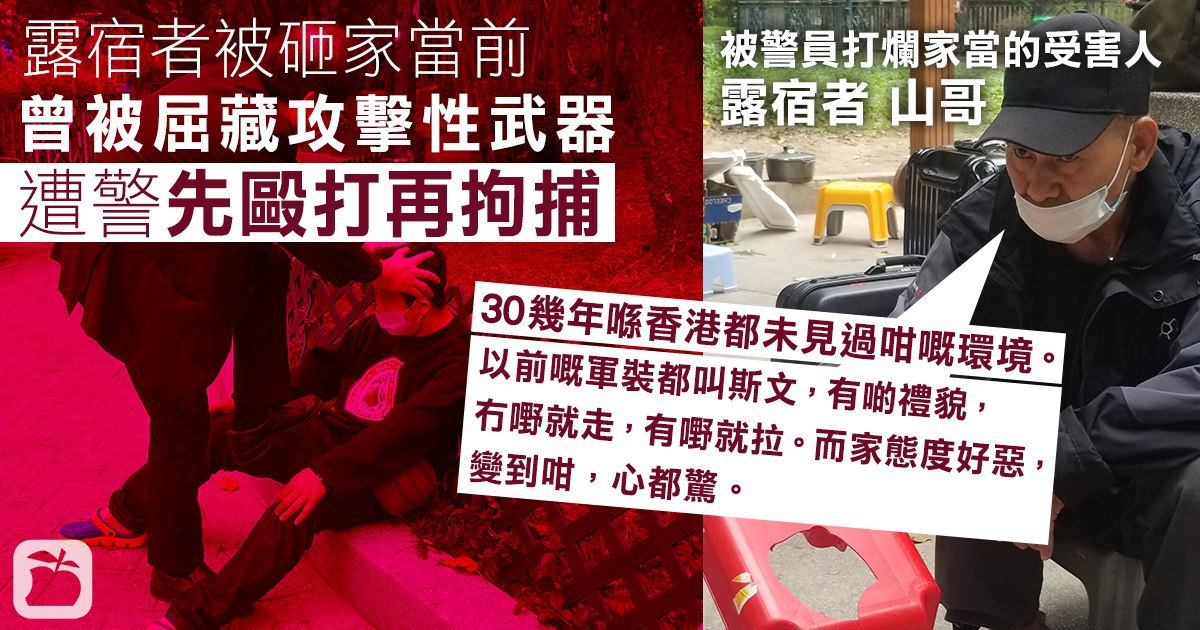 露宿者被砸家當前
曾被屈藏攻擊性武器
遭警先毆打再拘捕
被警員打爛家當的受害人
露宿者 山哥
30幾年喺香港都未見過咁嘅環境。
以前嘅軍裝都叫斯文，有啲禮貌，
冇嘢就走，有嘢就拉。而家態度好惡，
變到咁，心都驚。